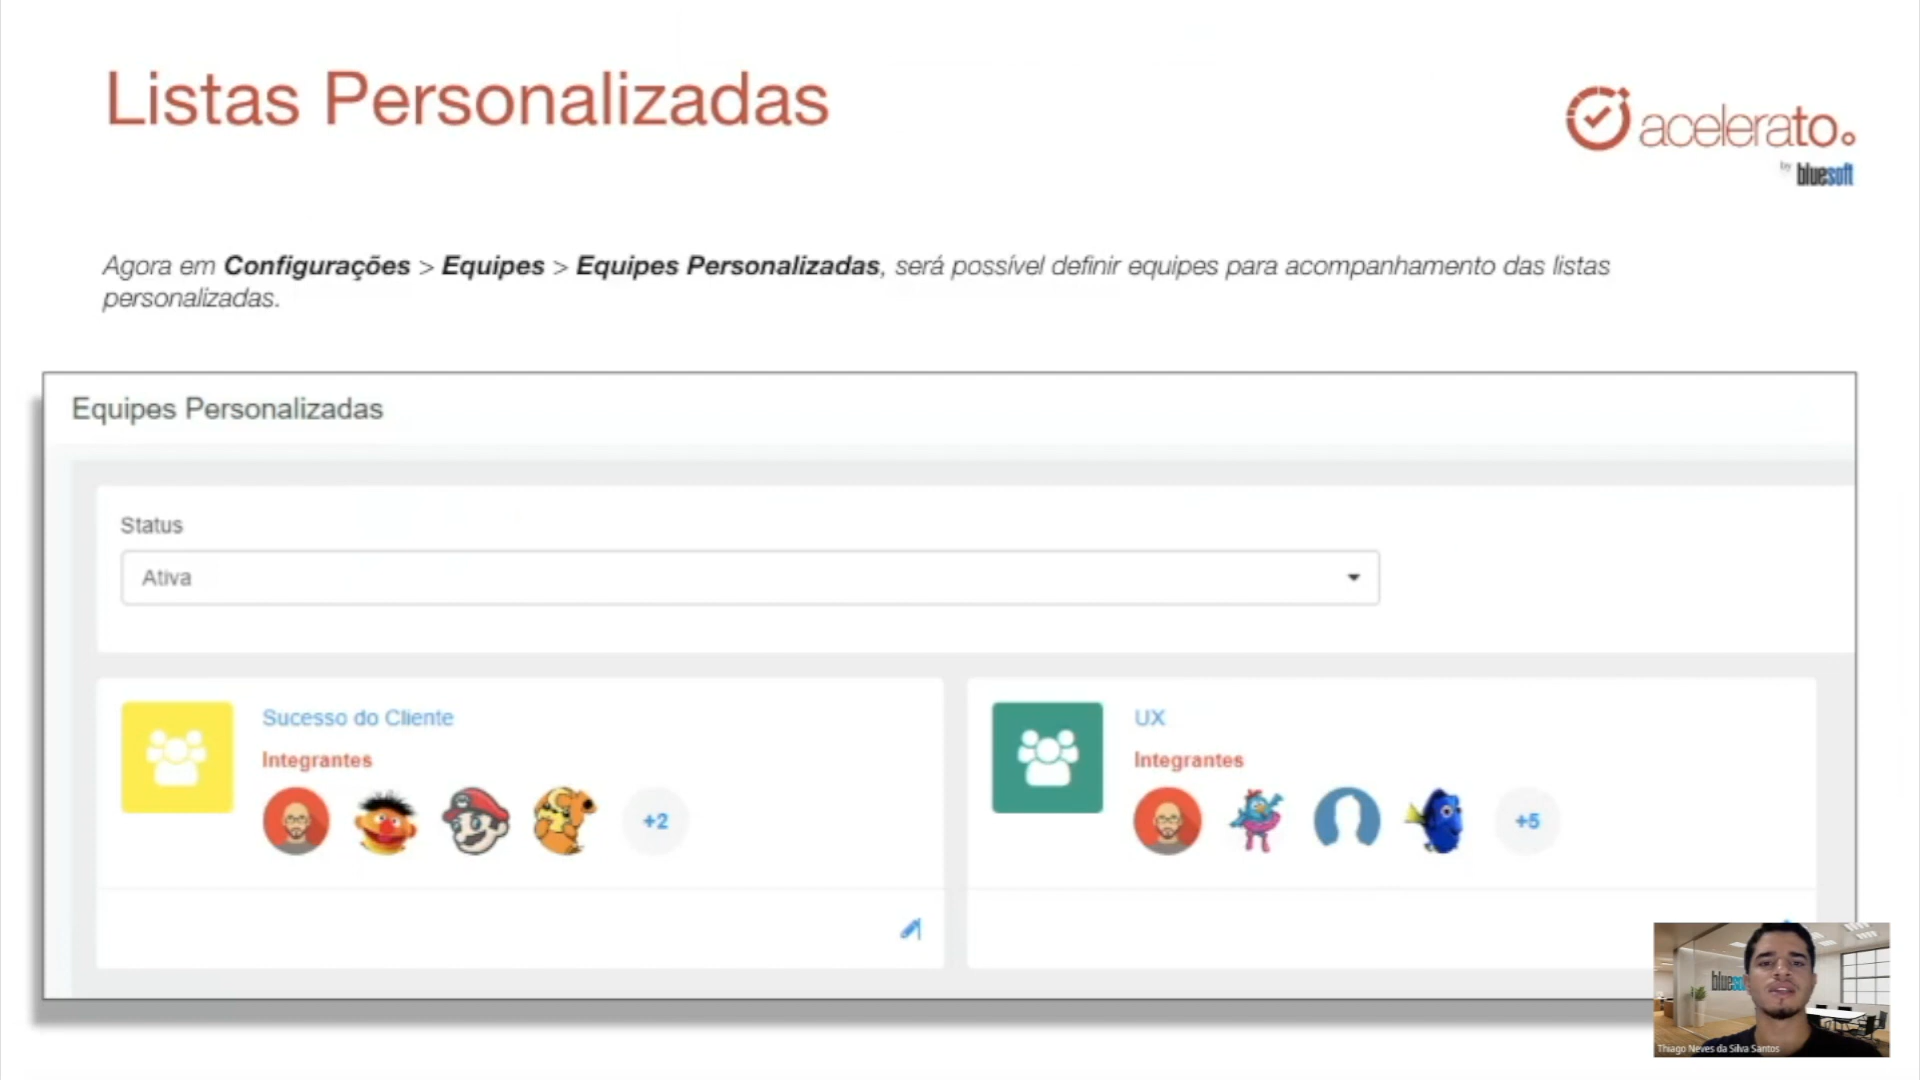 Listas Personalizadas
acelerato.
by bluesoft
Agora em Configurações > Equipes > Equipes Personalizadas, será possível definir equipes para acompanhamento das listas
personalizadas.
Equipes Personalizadas
Status
Ativa
Sucesso do Cliente
Integrantes
+2
UX
Integrantes
+5
Thiago Neves da Silva Santos